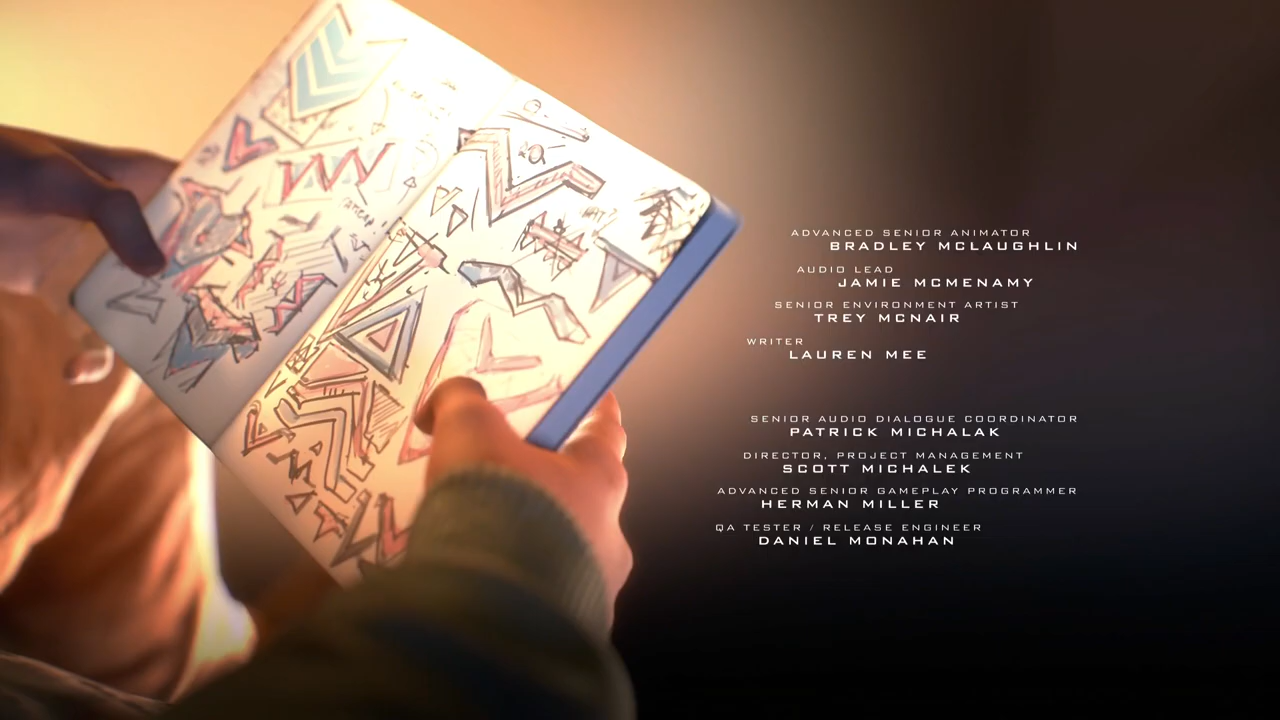 ADVANCED SENIOR ANIMATOR
BRADLEY MCLAUGHLIN
AUDIO LEAD
JAMIE MCMENAMY
SENIOR ENVIRONMENT ARTIST
TREY MCNAIR
WRITER
LAUREN MEE
SENIOR AUDIO DIALOGUE COORDINATOR
PATRICK MICHALAK
DIRECTOR, PROJECT MANAGEMENT
SCOTT MICHALEK
ADVANCED SENIOR GAMEPLAY PROGRAMMER
HERMAN MILLER
QA TESTER / RELEASE ENGINEER
DANIEL MONAHAN